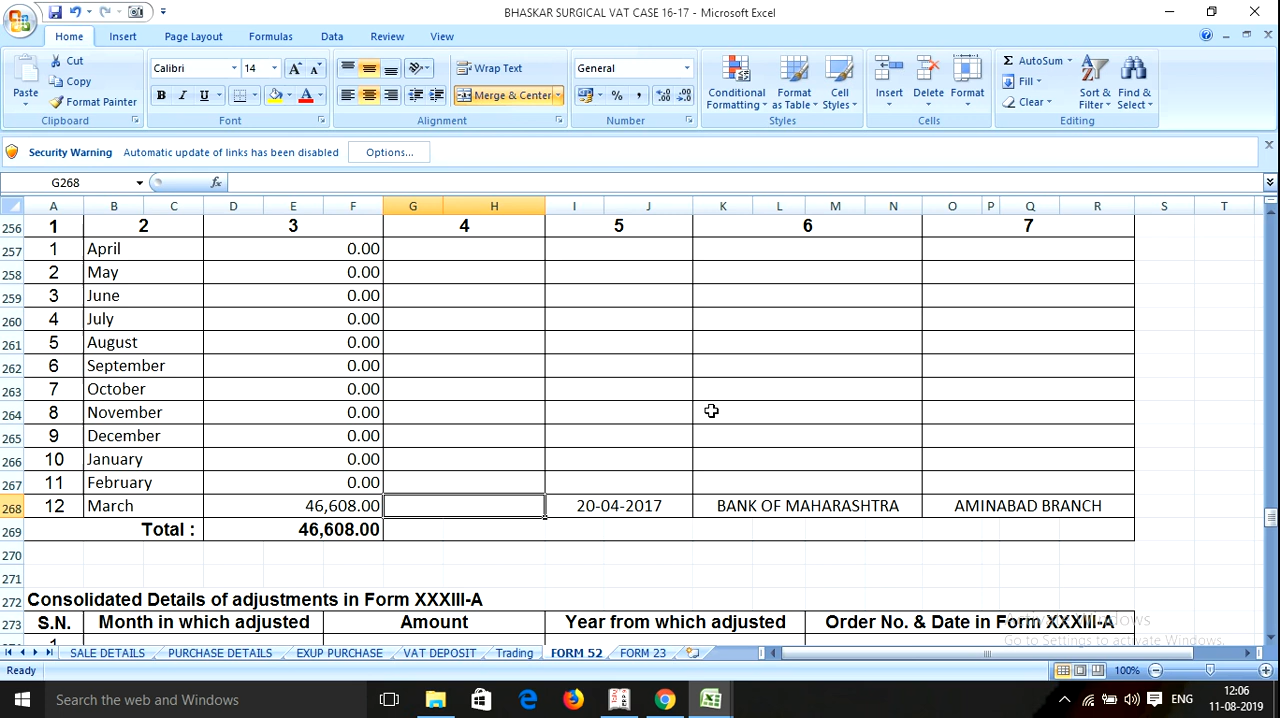 BHASKAR SURGICAL VAT CASE 16-17 - Microsoft Excel
Home Insert Page Layout Formulas Data Review View
Paste Cut Copy Format Painter Clipboard
Calibri 14 B I U A A A Font
Wrap Text Merge & Center Alignment
General % , Number
Conditional Formatting Format as Table Cell Styles Styles
Insert Delete Format Cells
AutoSum Fill Clear Sort & Filter Find & Select Editing
Security Warning Automatic update of links has been disabled Options...
G268 fx
A B C D E F G H I J K L M N O P Q R S T
256 1 2 3 4 5 6 7
257 1 April 0.00
258 2 May 0.00
259 3 June 0.00
260 4 July 0.00
261 5 August 0.00
262 6 September 0.00
263 7 October 0.00
264 8 November 0.00
265 9 December 0.00
266 10 January 0.00
267 11 February 0.00
268 12 March 46,608.00 20-04-2017 BANK OF MAHARASHTRA AMINABAD BRANCH
269 Total : 46,608.00
270
271
272 Consolidated Details of adjustments in Form XXXIII-A
273 S.N. Month in which adjusted Amount Year from which adjusted Order No. & Date in Form XXXIII-A
Activate Windows
Go to Settings to activate Windows.
SALE DETAILS PURCHASE DETAILS EXUP PURCHASE VAT DEPOSIT Trading FORM 52 FORM 23
Ready 100%
Search the web and Windows ENG 12:06
11-08-2019